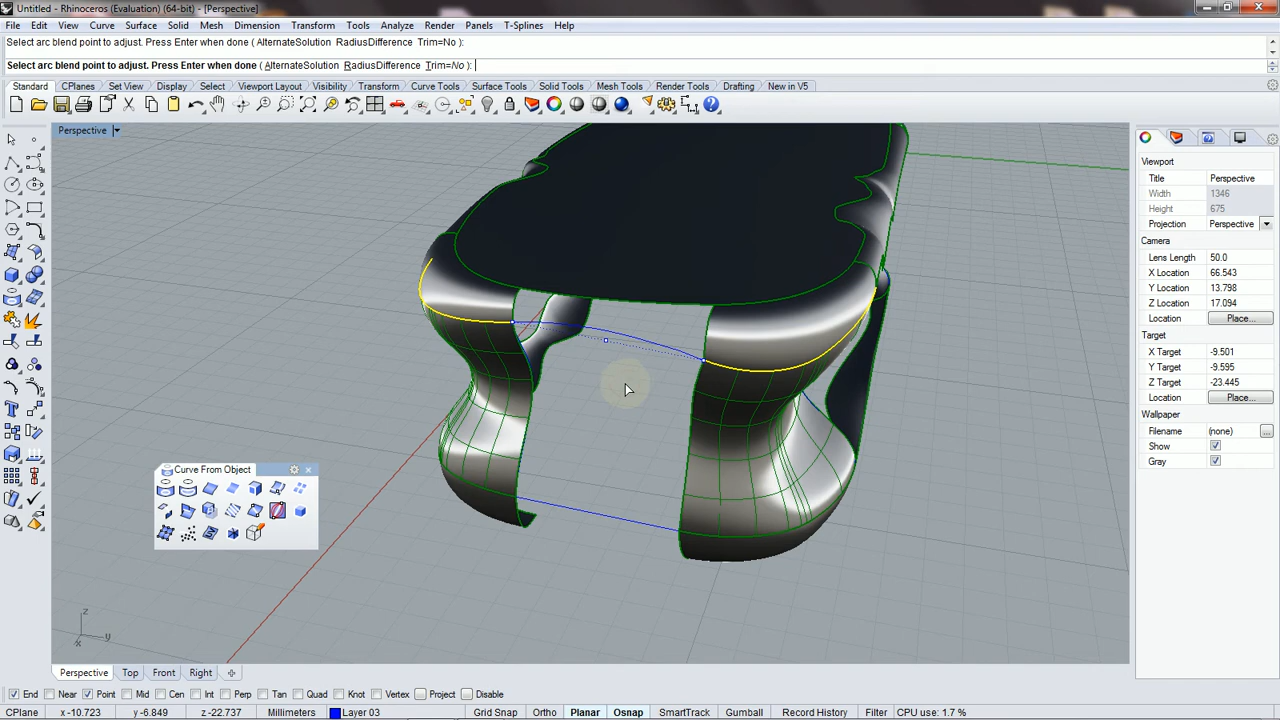 Untitled - Rhinoceros (Evaluation) (64-bit) - [Perspective]
File Edit View Curve Surface Solid Mesh Dimension Transform Tools Analyze Render Panels T-Splines Help
Select arc blend point to adjust. Press Enter when done ( AlternateSolution RadiusDifference Trim=No ):
Select arc blend point to adjust. Press Enter when done ( AlternateSolution RadiusDifference Trim=No ):
Standard CPlanes Set View Display Select Viewport Layout Visibility Transform Curve Tools Surface Tools Solid Tools Mesh Tools Render Tools Drafting New in V5
Perspective
Viewport
Title Perspective
Width 1346
Height 675
Projection Perspective
Camera
Lens Length 50.0
X Location 66.543
Y Location 13.798
Z Location 17.094
Location Place...
Target
X Target -9.501
Y Target -9.595
Z Target -23.445
Location Place...
Wallpaper
Filename (none) ...
Show
Gray
Curve From Object
z
y
x
Perspective Top Front Right
End Near Point Mid Cen Int Perp Tan Quad Knot Vertex Project Disable
CPlane x -10.723 y -6.849 z -22.737 Millimeters Layer 03 Grid Snap Ortho Planar Osnap SmartTrack Gumball Record History Filter CPU use: 1.7 %